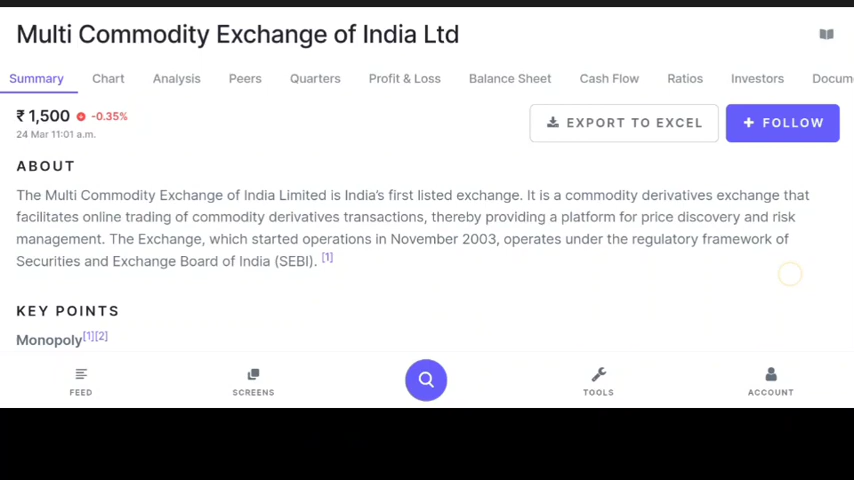 Multi Commodity Exchange of India Ltd
Summary Chart Analysis Peers Quarters Profit & Loss Balance Sheet Cash Flow Ratios Investors Docum
₹ 1,500 -0.35%
24 Mar 11:01 a.m.
EXPORT TO EXCEL
+ FOLLOW
ABOUT
The Multi Commodity Exchange of India Limited is India's first listed exchange. It is a commodity derivatives exchange that
facilitates online trading of commodity derivatives transactions, thereby providing a platform for price discovery and risk
management. The Exchange, which started operations in November 2003, operates under the regulatory framework of
Securities and Exchange Board of India (SEBI). [1]
KEY POINTS
Monopoly[1][2]
FEED SCREENS TOOLS ACCOUNT